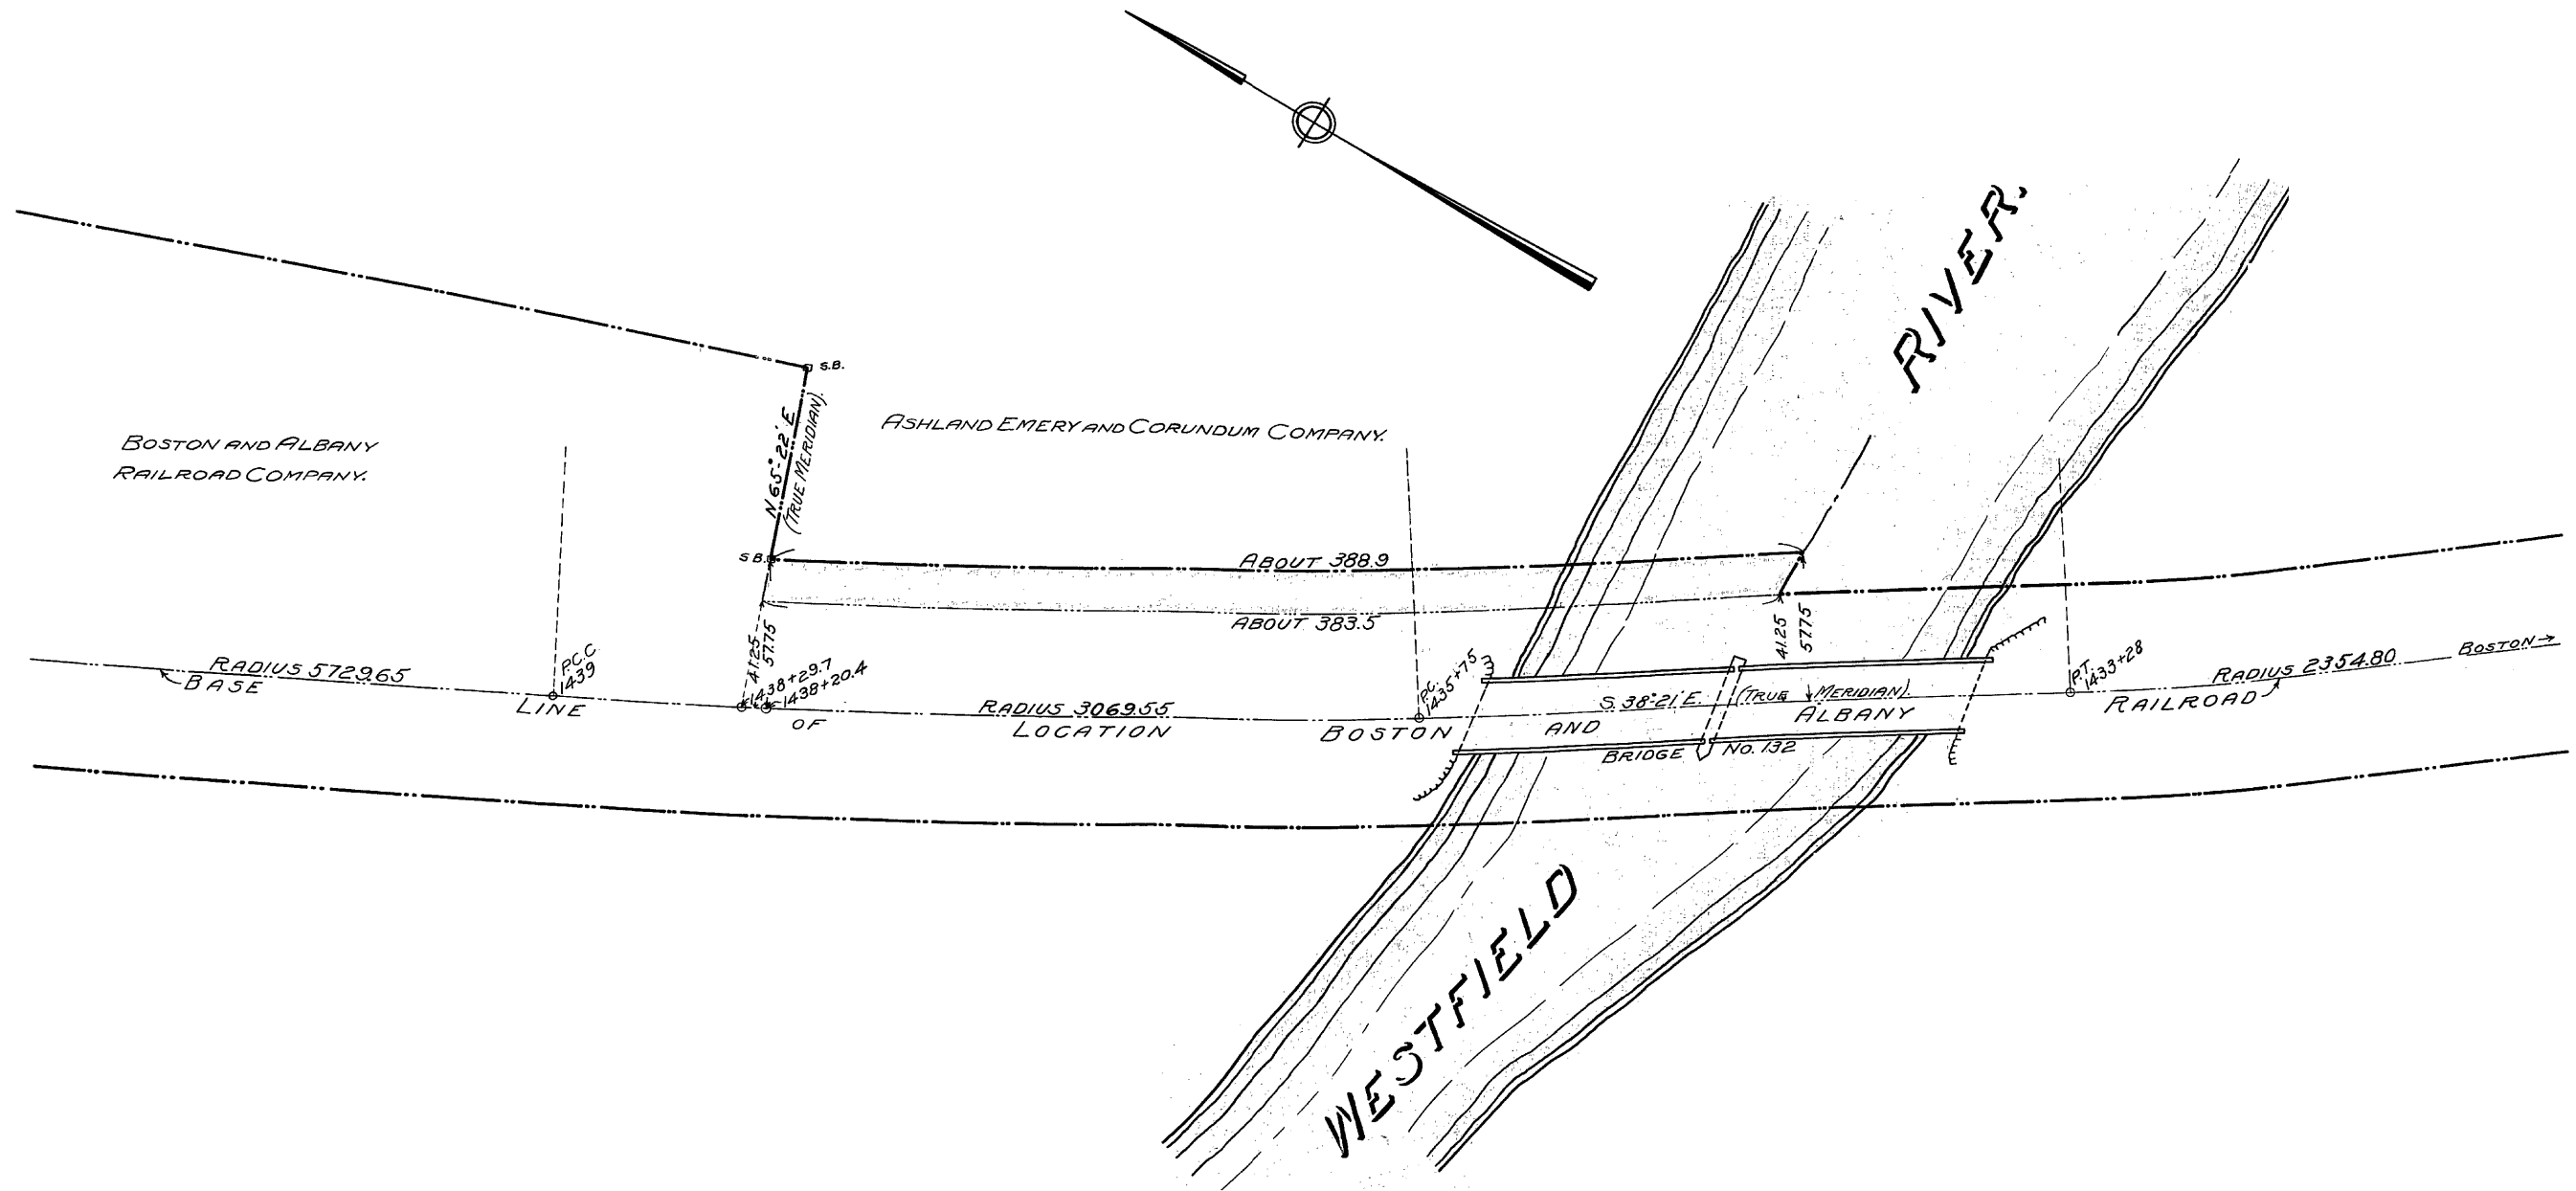 RIVER.
S.B.
N 65°-22' E
(TRUE MERIDIAN).
BOSTON AND ALBANY
RAILROAD COMPANY.
ASHLAND EMERY AND CORUNDUM COMPANY.
S.B.
ABOUT 388.9
ABOUT 383.5
41.25
57.75
41.25
57.75
RADIUS 5729.65
BASE
P.C.C.
1439
LINE
1438+29.7
1438+20.4
OF
RADIUS 3069.55
LOCATION
P.C.
1435+75
BOSTON
S. 38°-21' E. (TRUE MERIDIAN).
AND
ALBANY
BRIDGE No. 132
P.T.
1433+28
RADIUS 2354.80
RAILROAD
BOSTON
WESTFIELD